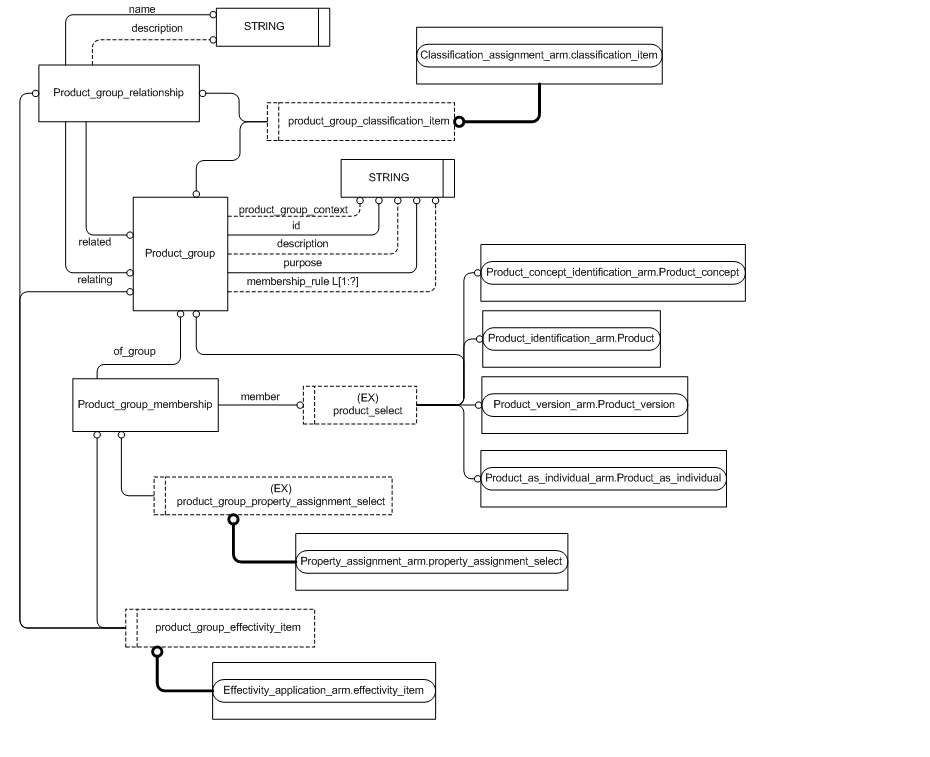 name
STRING
description
Classification_assignment_arm.classification_item
Product_group_relationship
product_group_classification_item
STRING
product_group_context
id
description
purpose
membership_rule L[1:?]
Product_group
related
relating
Product_concept_identification_arm.Product_concept
Product_identification_arm.Product
of_group
Product_group_membership
member
(EX)
product_select
Product_version_arm.Product_version
Product_as_individual_arm.Product_as_individual
(EX)
product_group_property_assignment_select
Property_assignment_arm.property_assignment_select
product_group_effectivity_item
Effectivity_application_arm.effectivity_item